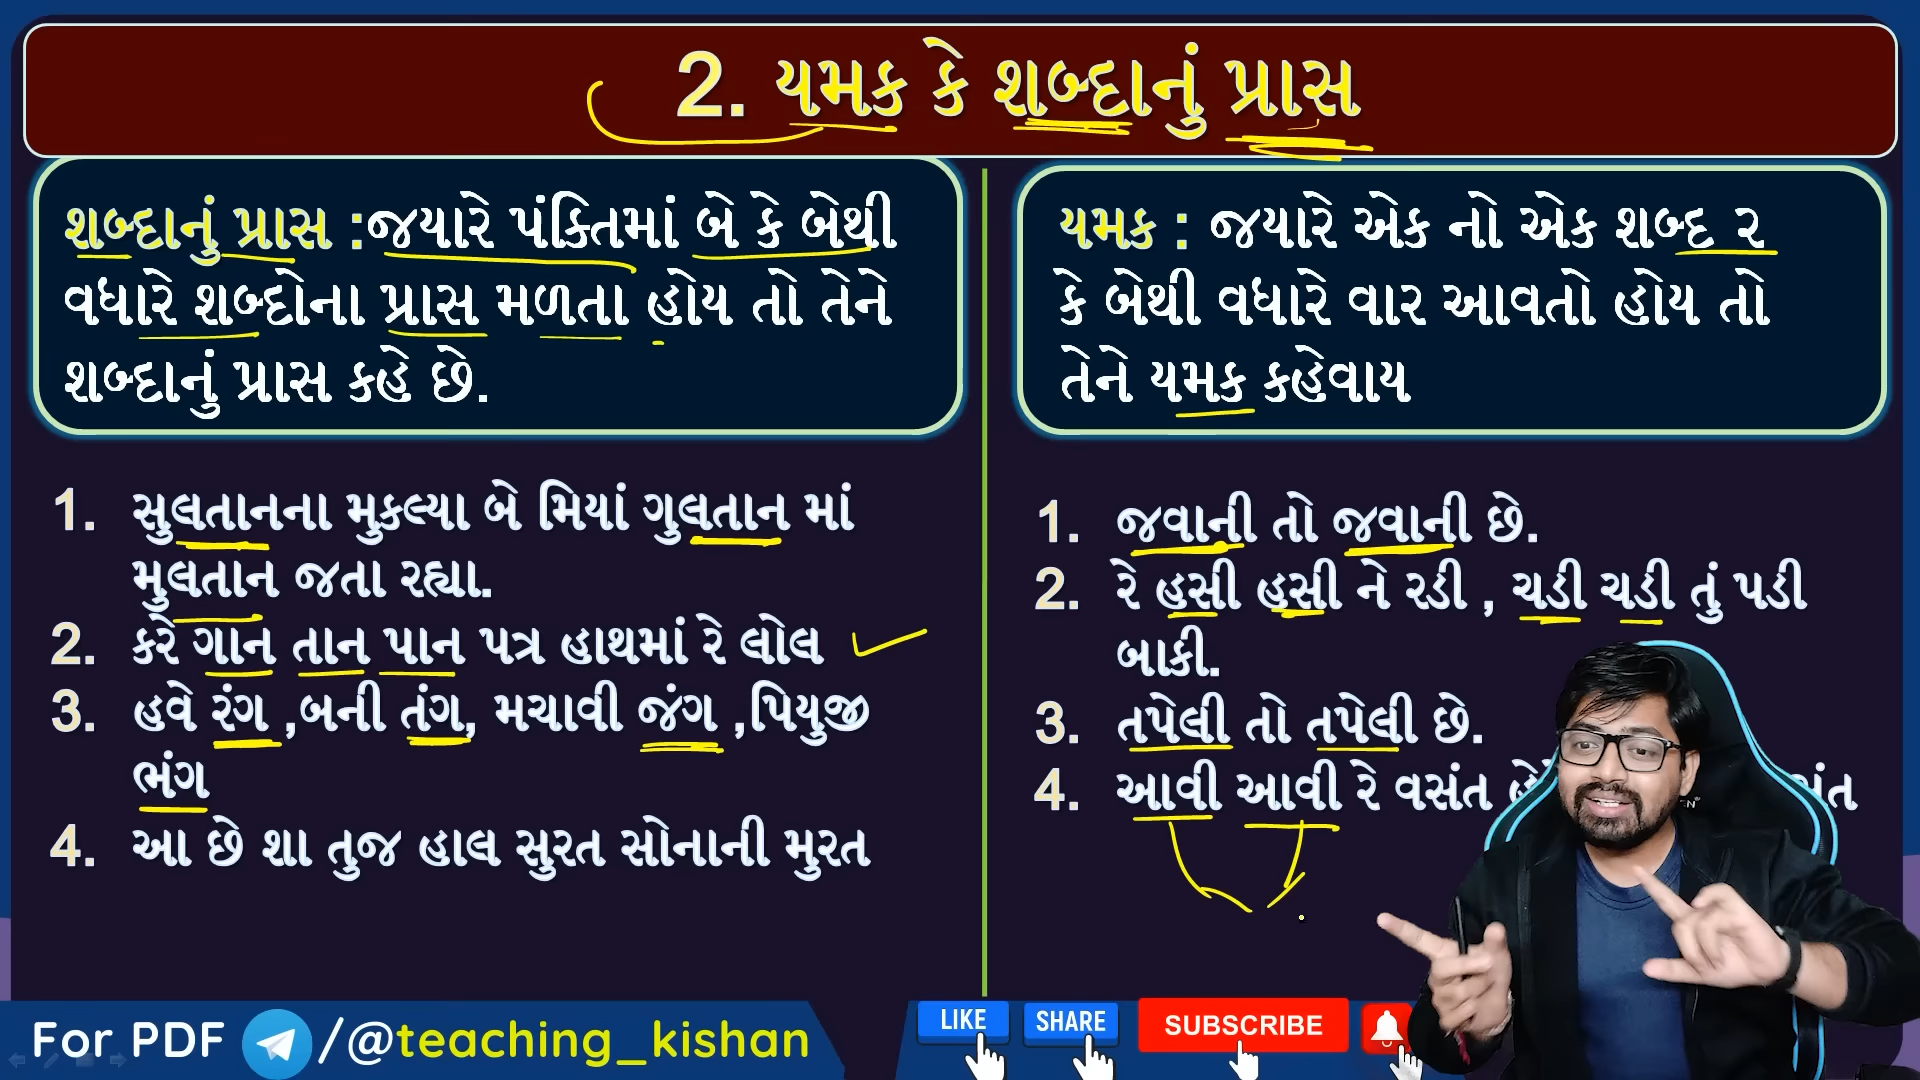 2. યમક કે શબ્દાનું પ્રાસ
શબ્દાનું પ્રાસ :જયારે પંક્તિમાં બે કે બેથી
વધારે શબ્દોના પ્રાસ મળતા હોય તો તેને
શબ્દાનું પ્રાસ કહે છે.
1. સુલતાનના મુકલ્યા બે મિયાં ગુલતાન માં
મુલતાન જતા રહ્યા.
2. કરે ગાન તાન પાન પત્ર હાથમાં રે લોલ
3. હવે રંગ ,બની તંગ, મચાવી જંગ ,પિયુજી
ભંગ
4. આ છે શા તુજ હાલ સુરત સોનાની મુરત
યમક : જયારે એક નો એક શબ્દ ૨
કે બેથી વધારે વાર આવતો હોય તો
તેને યમક કહેવાય
1. જવાની તો જવાની છે.
2. રે હસી હસી ને રડી , ચડી ચડી તું પડી
બાકી.
3. તપેલી તો તપેલી છે.
4. આવી આવી રે વસંત
For PDF /@teaching_kishan
LIKE SHARE SUBSCRIBE